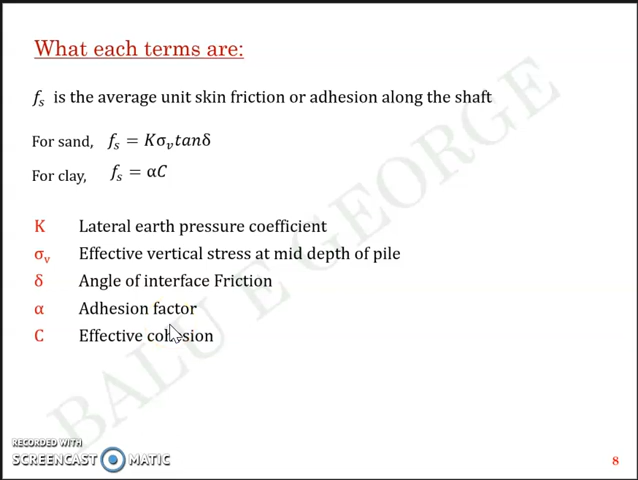 What each terms are:
fₛ is the average unit skin friction or adhesion along the shaft
For sand, fₛ = Kσᵥtanδ
For clay, fₛ = αC
K Lateral earth pressure coefficient
σᵥ Effective vertical stress at mid depth of pile
δ Angle of interface Friction
α Adhesion factor
C Effective cohesion
BALU E GEORGE
RECORDED WITH
SCREENCAST MATIC
8